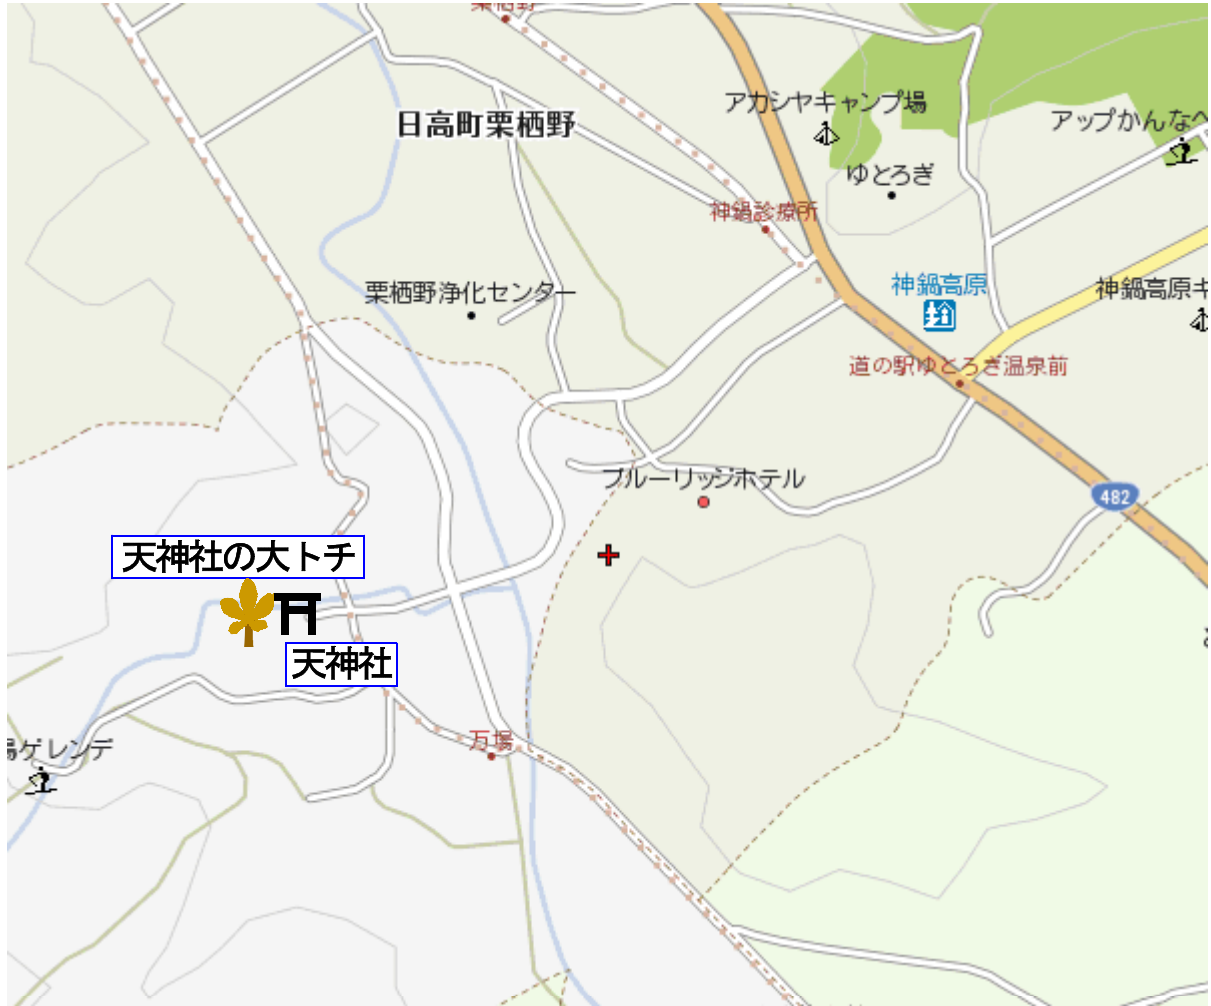 日高町栗栖野
アカシヤキャンプ場
アップかんなべ
ゆとろぎ
神鍋診療所
栗栖野浄化センター
神鍋高原
神鍋高原キ
道の駅ゆとろぎ温泉前
ブルーリッジホテル
482
天神社の大トチ
天神社
万場
場ゲレンデ